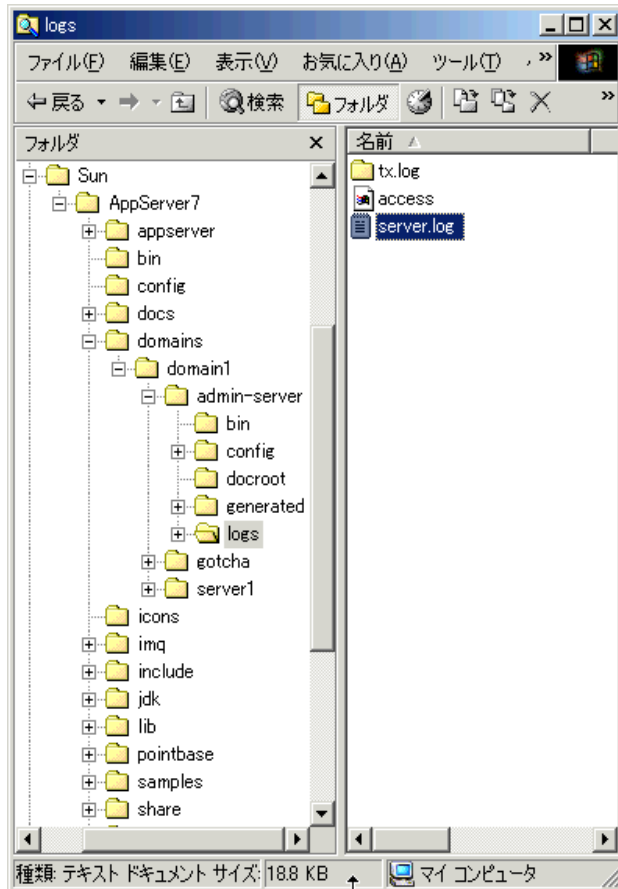 logs
ファイル(F) 編集(E) 表示(V) お気に入り(A) ツール(T) »
戻る 検索 フォルダ »
フォルダ
名前
Sun
AppServer7
appserver
bin
config
docs
domains
domain1
admin-server
bin
config
docroot
generated
logs
gotcha
server1
icons
imq
include
jdk
lib
pointbase
samples
share
tx.log
access
server.log
種類: テキスト ドキュメント サイズ: 18.8 KB マイ コンピュータ